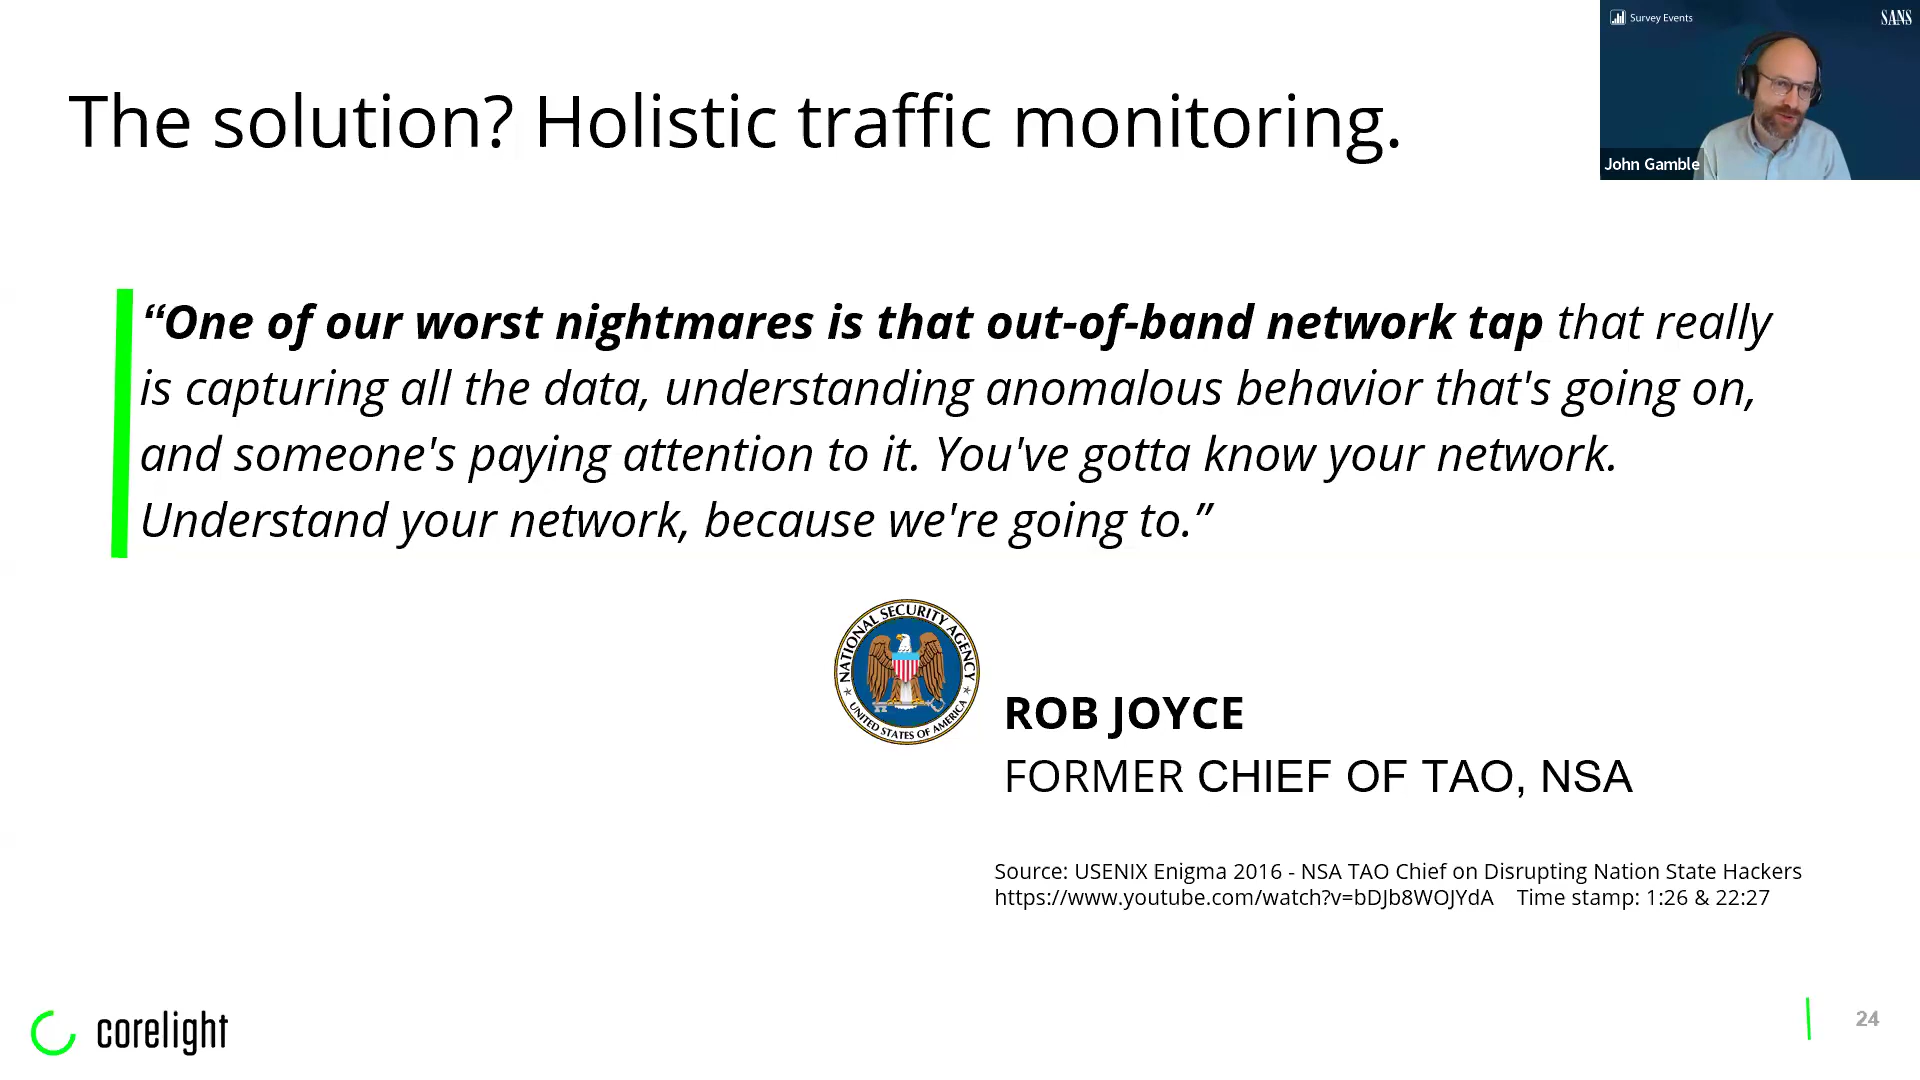 Survey Events
SANS
John Gamble
The solution? Holistic traffic monitoring.
“One of our worst nightmares is that out-of-band network tap that really
is capturing all the data, understanding anomalous behavior that's going on,
and someone's paying attention to it. You've gotta know your network.
Understand your network, because we're going to.”
NATIONAL SECURITY AGENCY
UNITED STATES OF AMERICA
ROB JOYCE
FORMER CHIEF OF TAO, NSA
Source: USENIX Enigma 2016 - NSA TAO Chief on Disrupting Nation State Hackers
https://www.youtube.com/watch?v=bDJb8WOJYdA Time stamp: 1:26 & 22:27
corelight
24